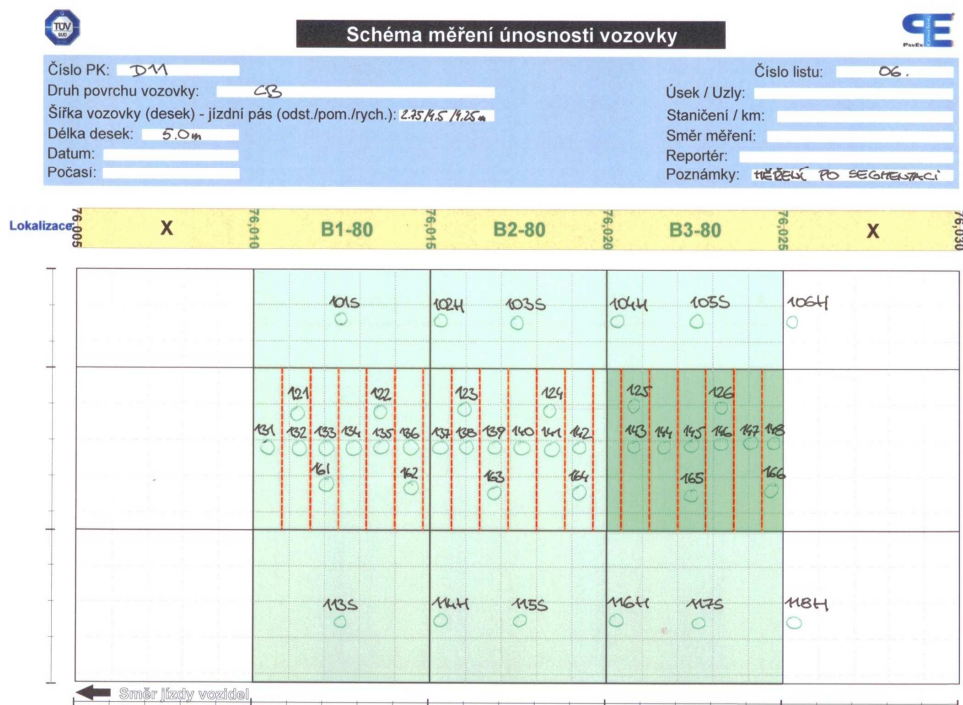 TÜV
SÜD
Schéma měření únosnosti vozovky
Číslo PK: D11
Číslo listu: 06.
Druh povrchu vozovky: CB
Úsek / Uzly:
Šířka vozovky (desek) - jízdní pás (odst./pom./rych.): 2.75/4.5/4.25m
Staničení / km:
Délka desek: 5.0m
Směr měření:
Datum:
Reportér:
Počasí:
Poznámky: MĚŘENÍ PO SEGMENTACI
Lokalizace 76,005 X 76,010 B1-80 76,015 B2-80 76,020 B3-80 76,025 X 76,030
101S 102H 103S 104H 105S 106H
121 122 123 124 125 126
131 132 133 134 135 136 137 138 139 140 141 142 143 144 145 146 147 148
161 162 163 164 165 166
113S 114H 115S 116H 117S 118H
Směr jízdy vozidel